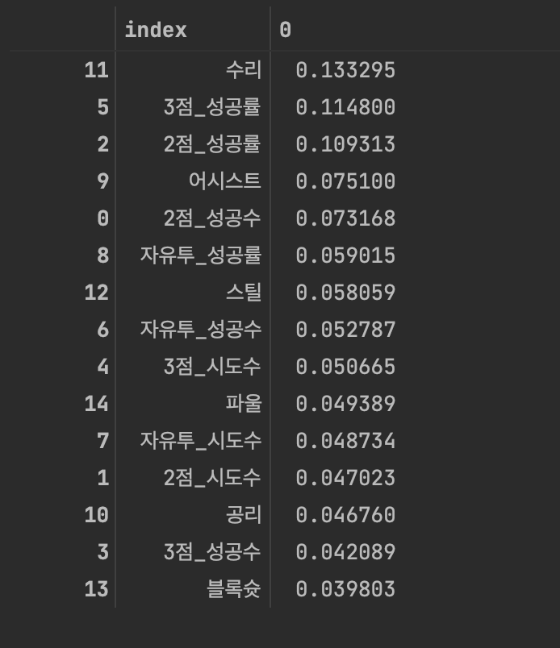 index 0
11 수리 0.133295
5 3점_성공률 0.114800
2 2점_성공률 0.109313
9 어시스트 0.075100
0 2점_성공수 0.073168
8 자유투_성공률 0.059015
12 스틸 0.058059
6 자유투_성공수 0.052787
4 3점_시도수 0.050665
14 파울 0.049389
7 자유투_시도수 0.048734
1 2점_시도수 0.047023
10 공리 0.046760
3 3점_성공수 0.042089
13 블록슛 0.039803